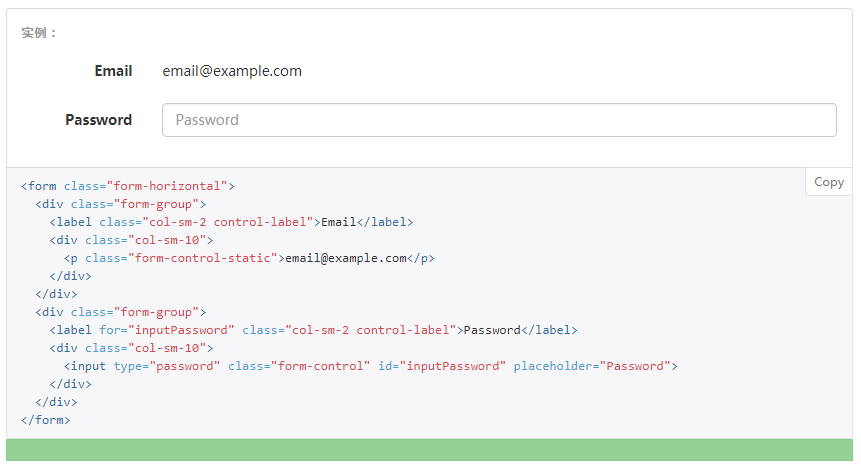 实例：
Email
email@example.com
Password
Password
Copy
<form class="form-horizontal">
  <div class="form-group">
    <label class="col-sm-2 control-label">Email</label>
    <div class="col-sm-10">
      <p class="form-control-static">email@example.com</p>
    </div>
  </div>
  <div class="form-group">
    <label for="inputPassword" class="col-sm-2 control-label">Password</label>
    <div class="col-sm-10">
      <input type="password" class="form-control" id="inputPassword" placeholder="Password">
    </div>
  </div>
</form>